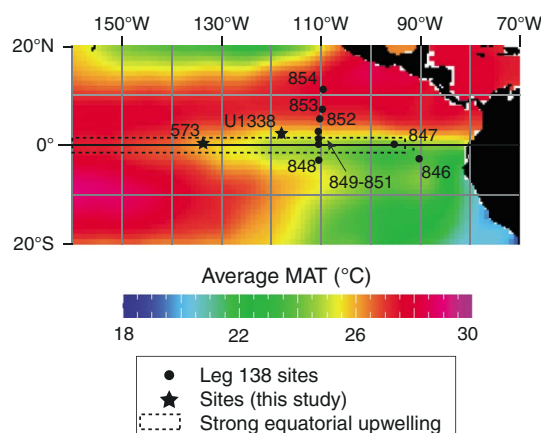 150°W 130°W 110°W 90°W 70°W
20°N
854
853
U1338 852
573 847
0°
848 849-851 846
20°S
Average MAT (°C)
18 22 26 30
Leg 138 sites
Sites (this study)
Strong equatorial upwelling